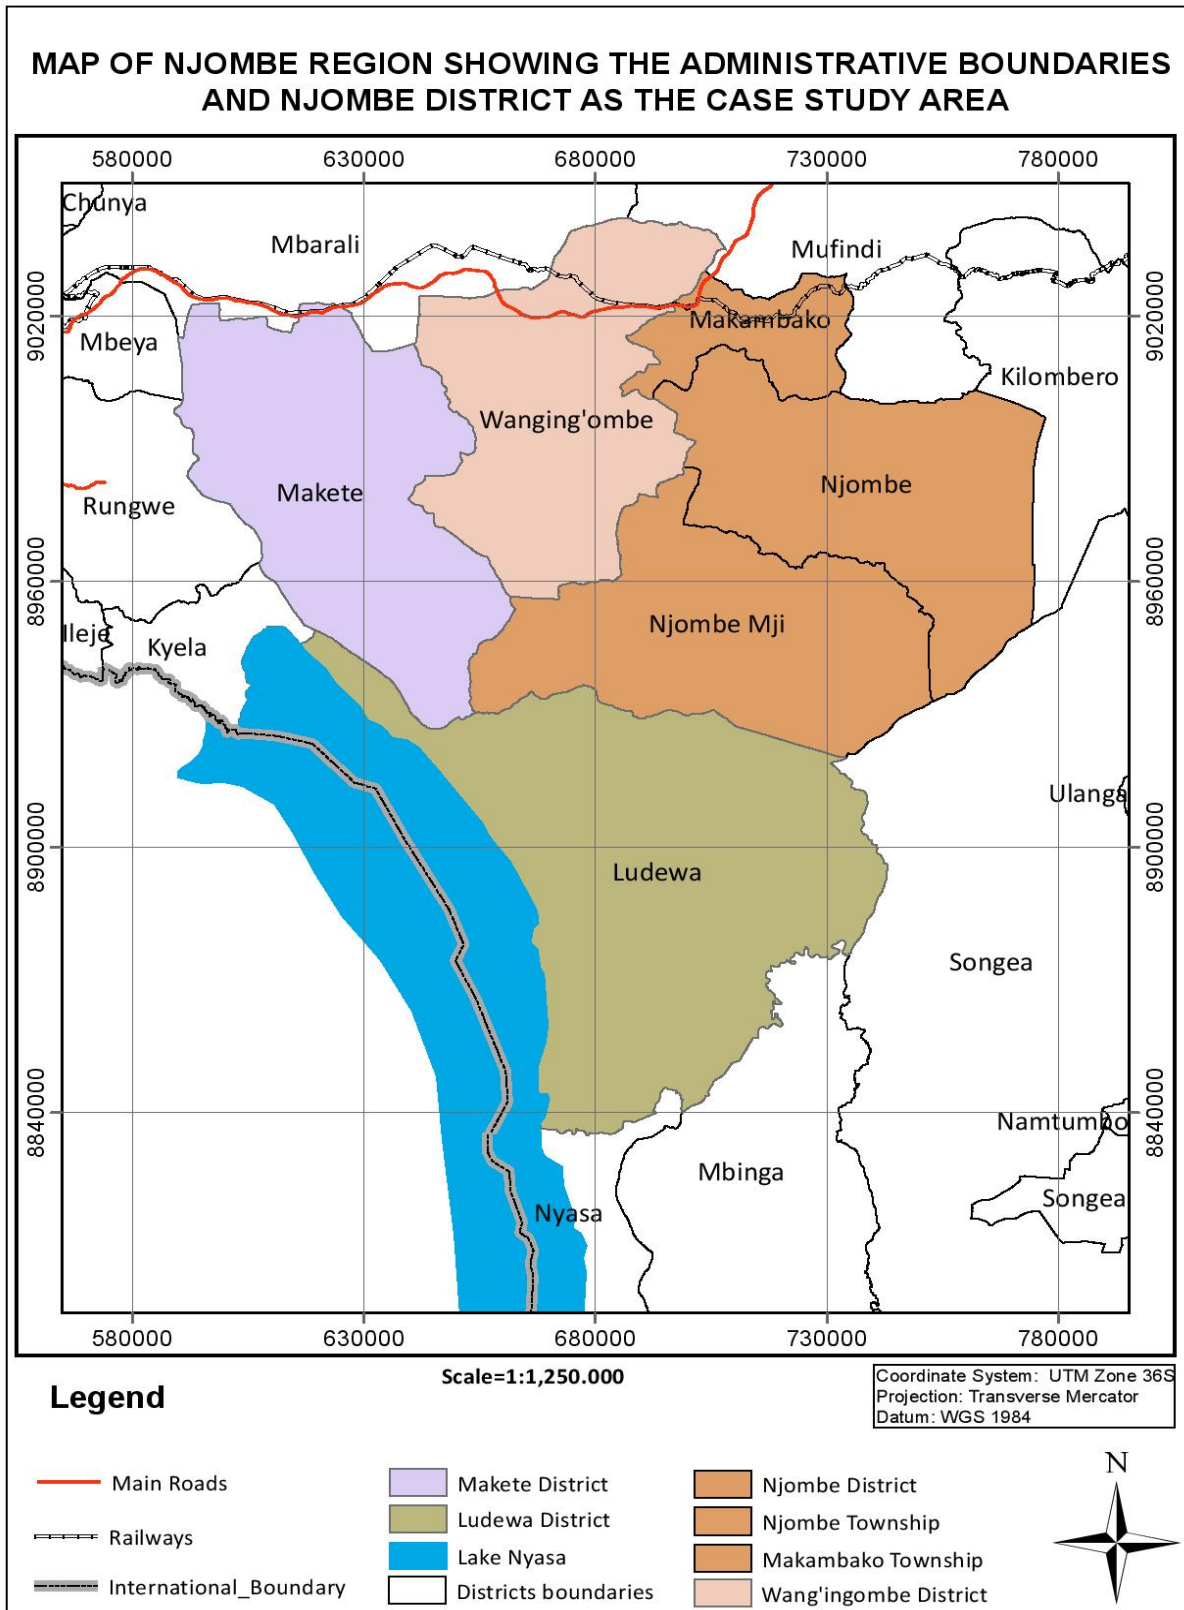 MAP OF NJOMBE REGION SHOWING THE ADMINISTRATIVE BOUNDARIES
AND NJOMBE DISTRICT AS THE CASE STUDY AREA
580000 630000 680000 730000 780000
Chunya
Mbarali
Mufindi
9020000
9020000
Makambako
Mbeya
Kilombero
Wanging'ombe
Makete
Njombe
Rungwe
8960000
8960000
Njombe Mji
Ileje
Kyela
Ulanga
8900000
8900000
Ludewa
Songea
8840000
8840000
Namtumbo
Mbinga
Songea
Nyasa
580000 630000 680000 730000 780000
Scale=1:1,250.000
Coordinate System: UTM Zone 36S
Projection: Transverse Mercator
Datum: WGS 1984
Legend
N
Main Roads
Railways
International_Boundary
Makete District
Ludewa District
Lake Nyasa
Districts boundaries
Njombe District
Njombe Township
Makambako Township
Wang'ingombe District